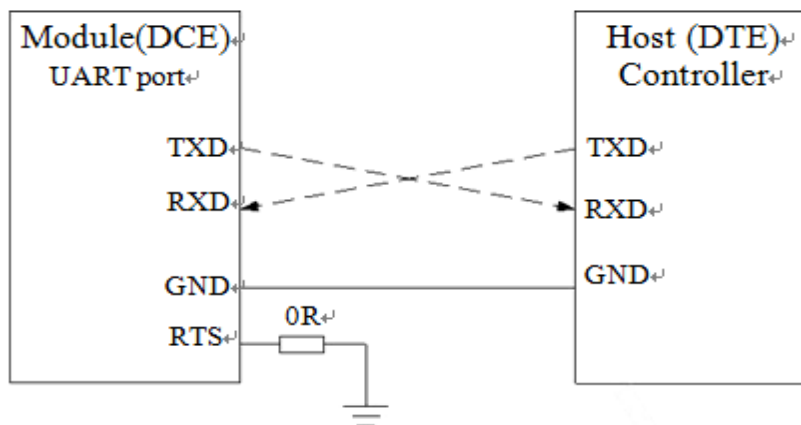 Module(DCE)↵
UART port↵
TXD↵
RXD↵
GND↵
RTS↵
0R↵
Host (DTE)↵
Controller↵
TXD↵
RXD↵
GND↵